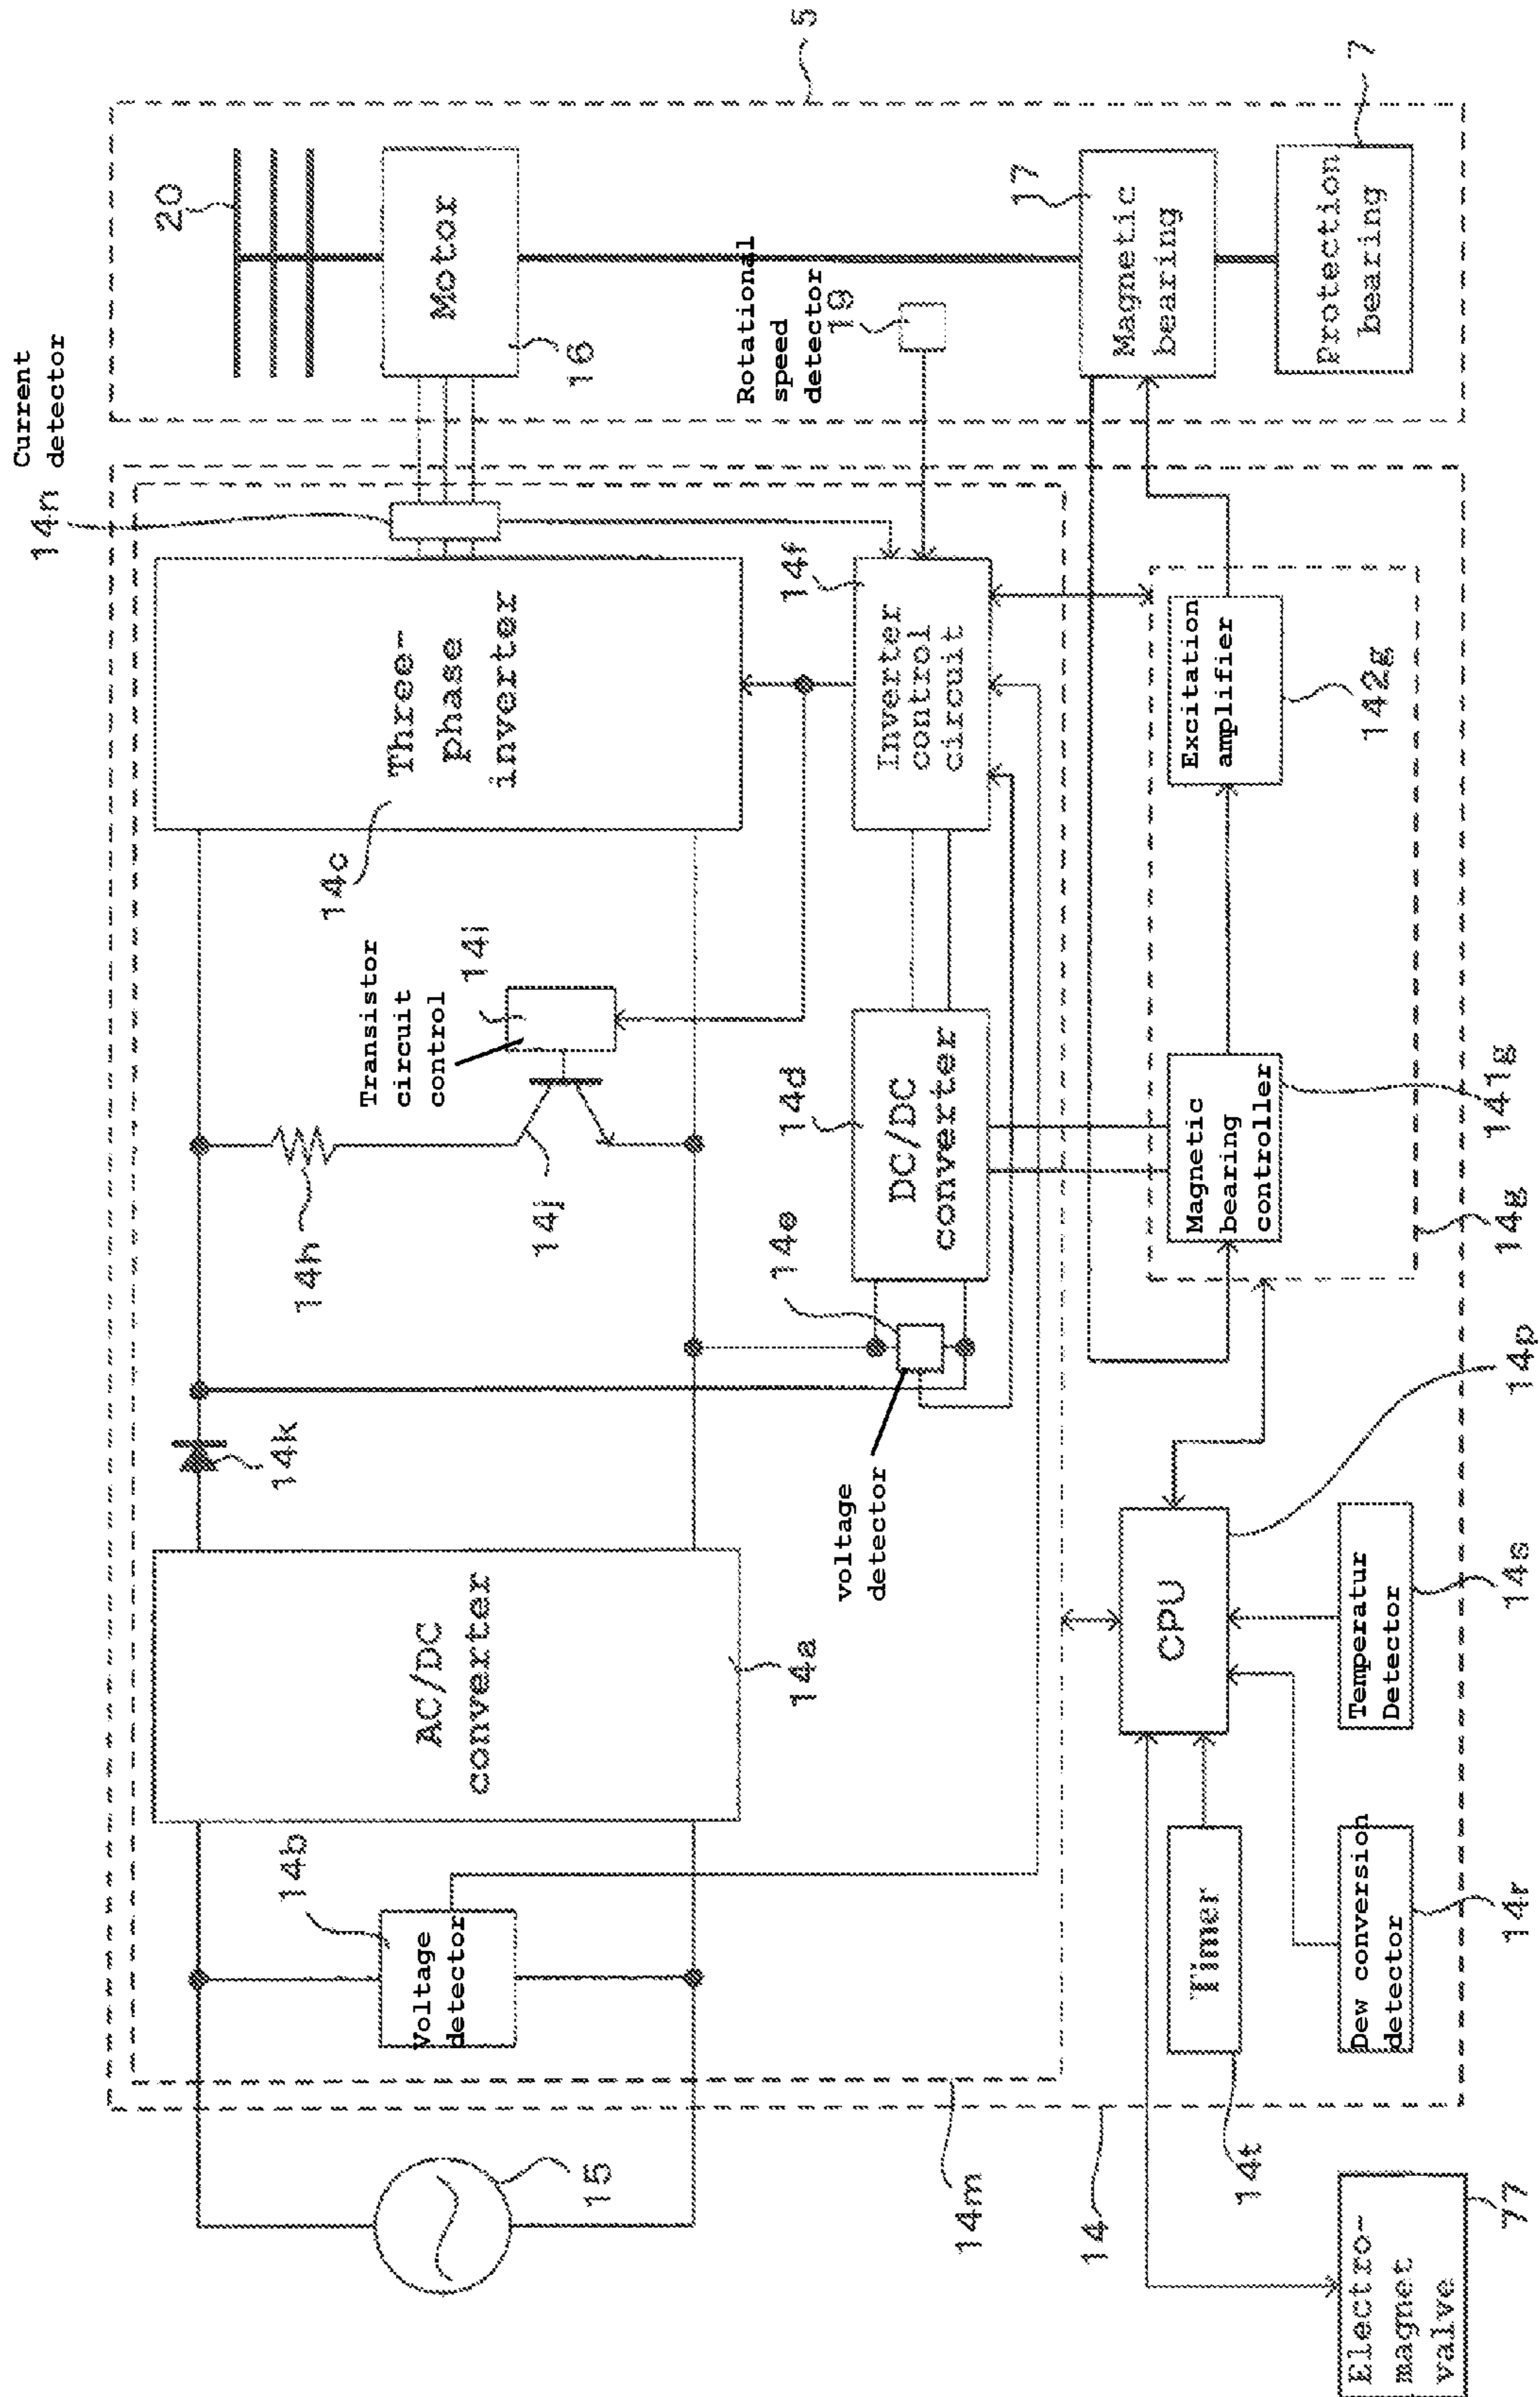 Current
detector
14n
5
20
Motor
16
Rotational
speed
detector
19
17
Magnetic
bearing
7
Protection
bearing
Three-
phase
inverter
14c
Transistor
circuit
control
14i
14h
14j
14k
AC/DC
converter
14a
14b
Voltage
detector
15
14f
Inverter
control
circuit
14d
DC/DC
converter
14e
voltage
detector
Excitation
amplifier
142g
Magnetic
bearing
controller
141g
14g
14p
CPU
Temperatur
Detector
14s
Timer
14t
Dew conversion
detector
14r
14m
14
Electro-
magnet
valve
77